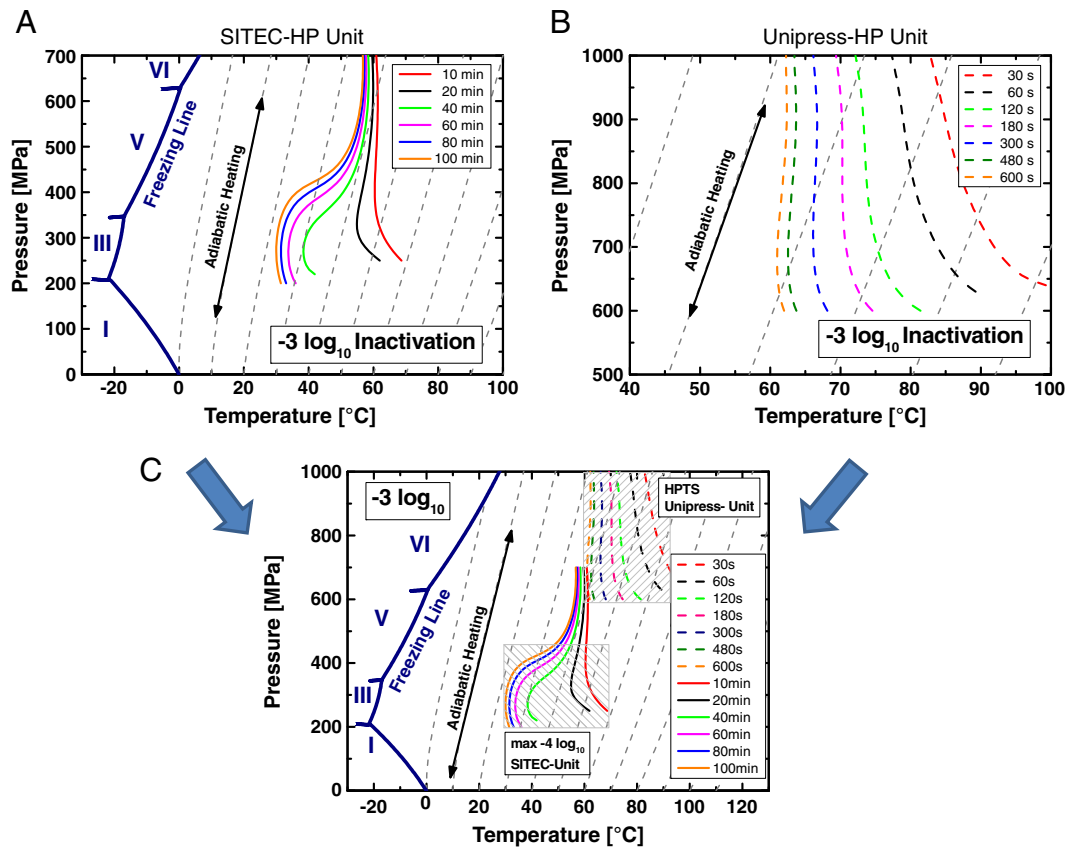 A
SITEC-HP Unit
700
600
500
400
300
200
100
0
Pressure [MPa]
-20
0
20
40
60
80
100
Temperature [°C]
VI
V
III
I
Freezing Line
Adiabatic Heating
10 min
20 min
40 min
60 min
80 min
100 min
-3 log10 Inactivation
B
Unipress-HP Unit
1000
900
800
700
600
500
Pressure [MPa]
40
50
60
70
80
90
100
Temperature [°C]
Adiabatic Heating
30 s
60 s
120 s
180 s
300 s
480 s
600 s
-3 log10 Inactivation
C
1000
800
600
400
200
0
Pressure [MPa]
-20
0
20
40
60
80
100
120
Temperature [°C]
-3 log10
VI
V
III
I
Freezing Line
Adiabatic Heating
HPTS
Unipress- Unit
max -4 log10
SITEC-Unit
30s
60s
120s
180s
300s
480s
600s
10min
20min
40min
60min
80min
100min